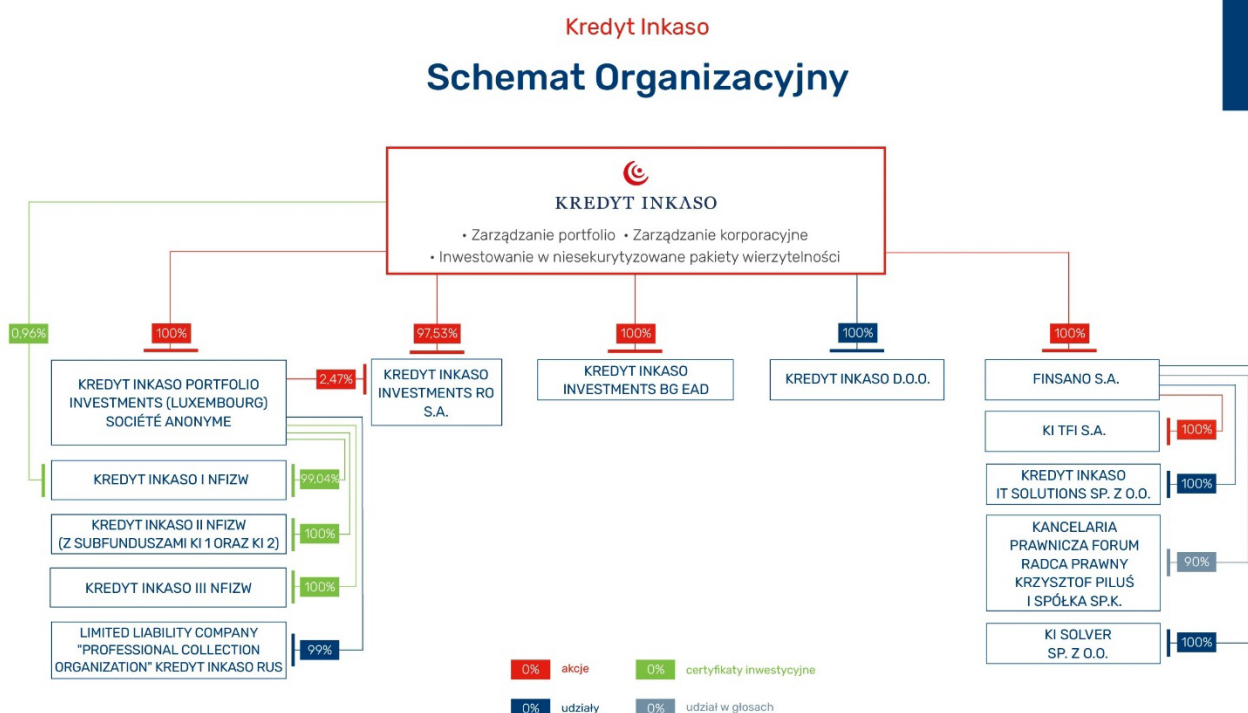 Kredyt Inkaso
Schemat Organizacyjny
KREDYT INKASO
• Zarządzanie portfolio • Zarządzanie korporacyjne
• Inwestowanie w niesekurytyzowane pakiety wierzytelności
0,96%
100%
97,53%
100%
100%
100%
KREDYT INKASO PORTFOLIO
INVESTMENTS (LUXEMBOURG)
SOCIÉTÉ ANONYME
2,47%
KREDYT INKASO
INVESTMENTS RO
S.A.
KREDYT INKASO
INVESTMENTS BG EAD
KREDYT INKASO D.O.O.
FINSANO S.A.
KI TFI S.A.
100%
KREDYT INKASO I NFIZW
99,04%
KREDYT INKASO
IT SOLUTIONS SP. Z O.O.
100%
KREDYT INKASO II NFIZW
(Z SUBFUNDUSZAMI KI 1 ORAZ KI 2)
100%
KANCELARIA
PRAWNICZA FORUM
RADCA PRAWNY
KRZYSZTOF PILUŚ
I SPÓŁKA SP.K.
90%
KREDYT INKASO III NFIZW
100%
LIMITED LIABILITY COMPANY
"PROFESSIONAL COLLECTION
ORGANIZATION" KREDYT INKASO RUS
99%
KI SOLVER
SP. Z O.O.
100%
0% akcje
0% certyfikaty inwestycyjne
0% udziały
0% udział w głosach